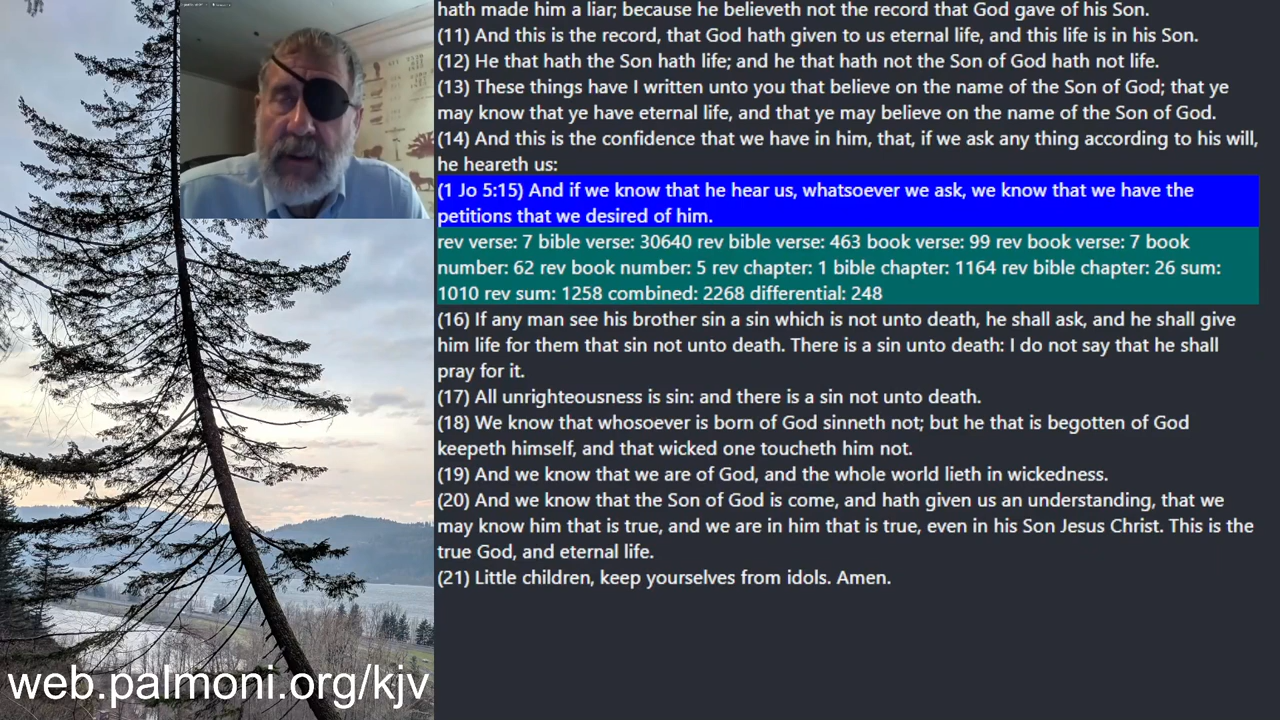 hath made him a liar; because he believeth not the record that God gave of his Son.
(11) And this is the record, that God hath given to us eternal life, and this life is in his Son.
(12) He that hath the Son hath life; and he that hath not the Son of God hath not life.
(13) These things have I written unto you that believe on the name of the Son of God; that ye
may know that ye have eternal life, and that ye may believe on the name of the Son of God.
(14) And this is the confidence that we have in him, that, if we ask any thing according to his will,
he heareth us:
(1 Jo 5:15) And if we know that he hear us, whatsoever we ask, we know that we have the
petitions that we desired of him.
rev verse: 7 bible verse: 30640 rev bible verse: 463 book verse: 99 rev book verse: 7 book
number: 62 rev book number: 5 rev chapter: 1 bible chapter: 1164 rev bible chapter: 26 sum:
1010 rev sum: 1258 combined: 2268 differential: 248
(16) If any man see his brother sin a sin which is not unto death, he shall ask, and he shall give
him life for them that sin not unto death. There is a sin unto death: I do not say that he shall
pray for it.
(17) All unrighteousness is sin: and there is a sin not unto death.
(18) We know that whosoever is born of God sinneth not; but he that is begotten of God
keepeth himself, and that wicked one toucheth him not.
(19) And we know that we are of God, and the whole world lieth in wickedness.
(20) And we know that the Son of God is come, and hath given us an understanding, that we
may know him that is true, and we are in him that is true, even in his Son Jesus Christ. This is the
true God, and eternal life.
(21) Little children, keep yourselves from idols. Amen.
web.palmoni.org/kjv